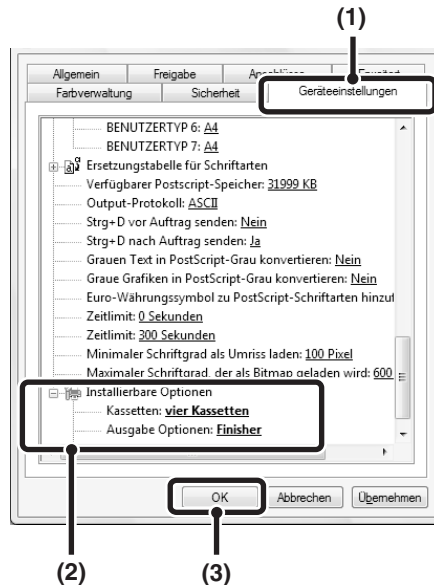 (1)
Allgemein Freigabe Anschlüsse Erweitert
Farbverwaltung Sicherheit Geräteeinstellungen
BENUTZERTYP 6: A4
BENUTZERTYP 7: A4
Ersetzungstabelle für Schriftarten
Verfügbarer Postscript-Speicher: 31999 KB
Output-Protokoll: ASCII
Strg+D vor Auftrag senden: Nein
Strg+D nach Auftrag senden: Ja
Grauen Text in PostScript-Grau konvertieren: Nein
Graue Grafiken in PostScript-Grau konvertieren: Nein
Euro-Währungssymbol zu PostScript-Schriftarten hinzuf
Zeitlimit: 0 Sekunden
Zeitlimit: 300 Sekunden
Minimaler Schriftgrad als Umriss laden: 100 Pixel
Maximaler Schriftgrad, der als Bitmap geladen wird: 600
Installierbare Optionen
Kassetten: vier Kassetten
Ausgabe Optionen: Finisher
OK Abbrechen Übernehmen
(2) (3)